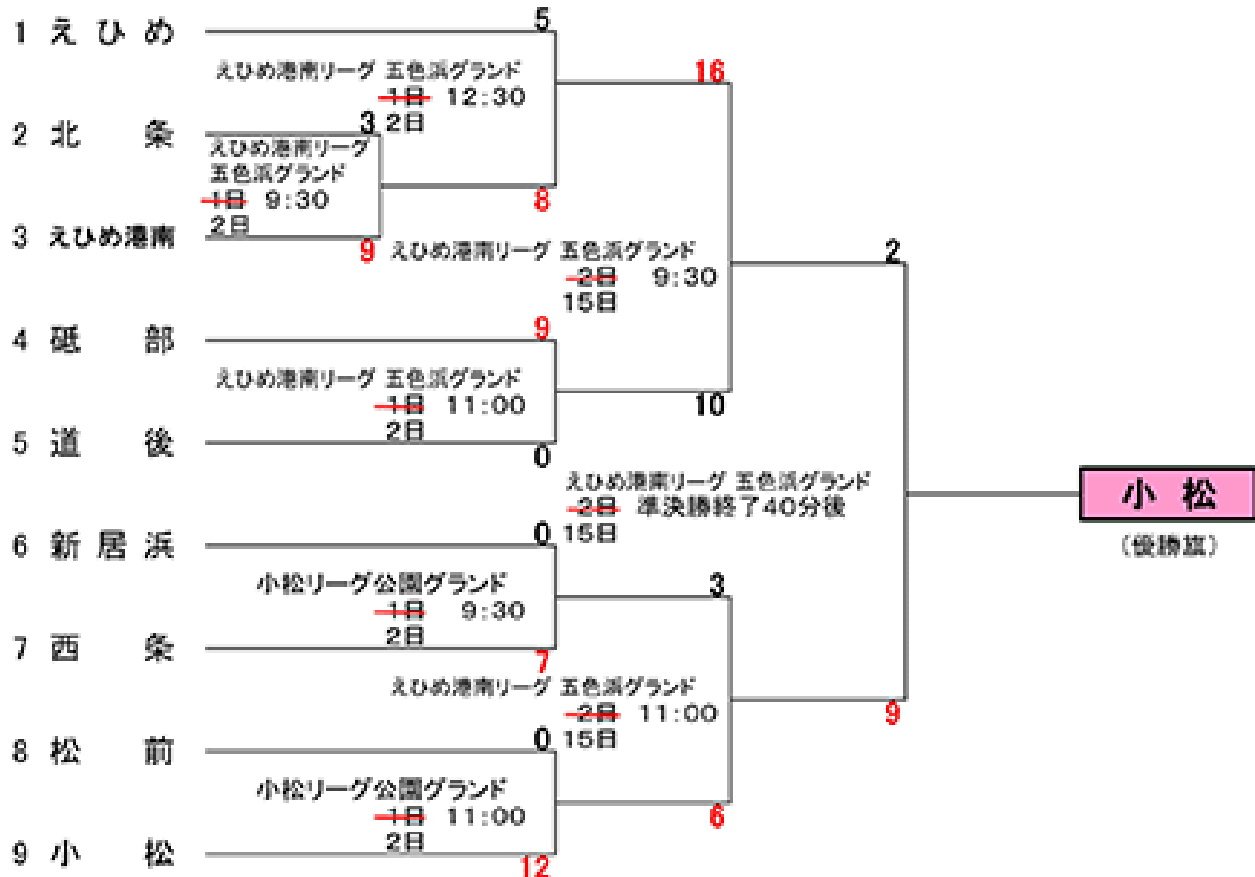 1 えひめ
5
えひめ港南リーグ 五色浜グランド
1日 12:30
2日
16
2 北条
3
えひめ港南リーグ
五色浜グランド
1日 9:30
2日
8
3 えひめ港南
9
えひめ港南リーグ 五色浜グランド
2日 9:30
15日
2
4 砥部
9
えひめ港南リーグ 五色浜グランド
1日 11:00
2日
10
5 道後
0
えひめ港南リーグ 五色浜グランド
2日 準決勝終了40分後
15日
小松
(優勝旗)
6 新居浜
0
小松リーグ公園グランド
1日 9:30
2日
3
7 西条
7
えひめ港南リーグ 五色浜グランド
2日 11:00
15日
9
8 松前
0
小松リーグ公園グランド
1日 11:00
2日
6
9 小松
12